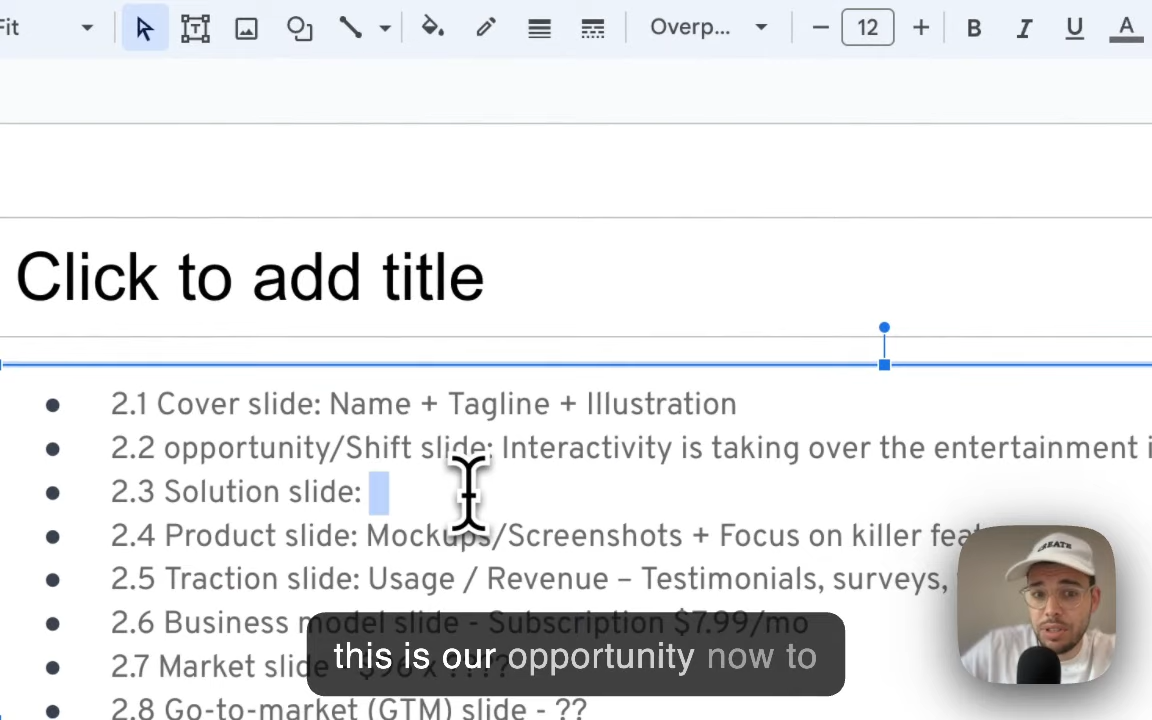 Fit
Overp...
12
B I U A
Click to add title
2.1 Cover slide: Name + Tagline + Illustration
2.2 opportunity/Shift slide: Interactivity is taking over the entertainment
2.3 Solution slide:
2.4 Product slide: Mockups/Screenshots + Focus on killer
2.5 Traction slide: Usage / Revenue – Testimonials, surveys,
2.6 Business model slide - Subscription $7.99/mo
2.7 Market slide - $96 x ????
2.8 Go-to-market (GTM) slide - ??
this is our opportunity now to
CREATE